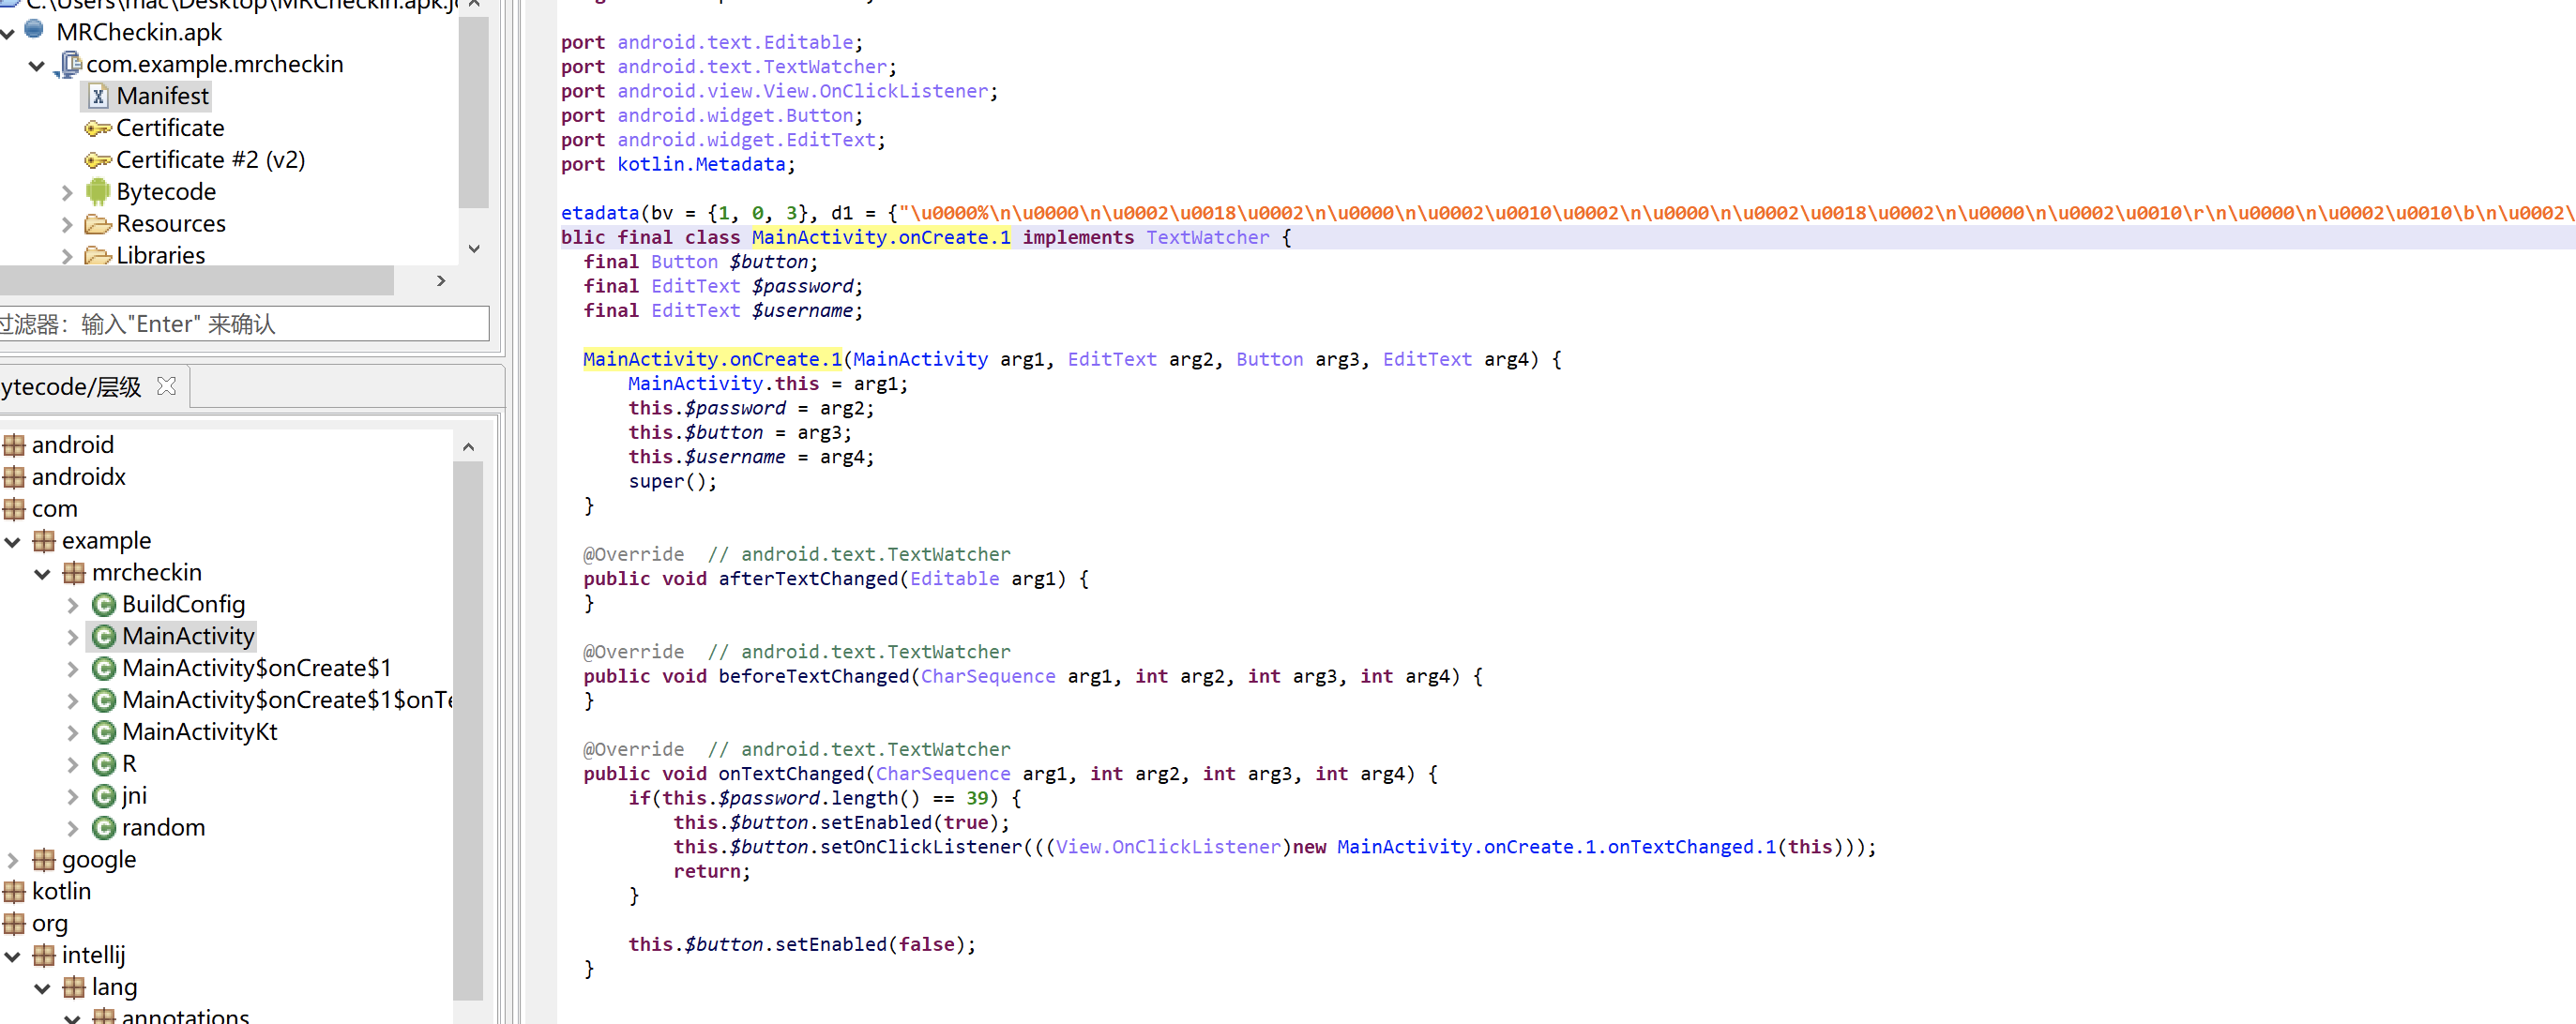 C:\Users\mac\Desktop\MRCheckin.apk.j
MRCheckin.apk
com.example.mrcheckin
Manifest
Certificate
Certificate #2 (v2)
Bytecode
Resources
Libraries
过滤器：输入"Enter" 来确认
ytecode/层级
android
androidx
com
example
mrcheckin
BuildConfig
MainActivity
MainActivity$onCreate$1
MainActivity$onCreate$1$onTe
MainActivityKt
R
jni
random
google
kotlin
org
intellij
lang
annotations
port android.text.Editable;
port android.text.TextWatcher;
port android.view.View.OnClickListener;
port android.widget.Button;
port android.widget.EditText;
port kotlin.Metadata;
etadata(bv = {1, 0, 3}, d1 = {"\u0000%\n\u0000\n\u0002\u0018\u0002\n\u0000\n\u0002\u0010\u0002\n\u0000\n\u0002\u0018\u0002\n\u0000\n\u0002\u0010\r\n\u0000\n\u0002\u0010\b\n\u0002\
blic final class MainActivity.onCreate.1 implements TextWatcher {
final Button $button;
final EditText $password;
final EditText $username;
MainActivity.onCreate.1(MainActivity arg1, EditText arg2, Button arg3, EditText arg4) {
MainActivity.this = arg1;
this.$password = arg2;
this.$button = arg3;
this.$username = arg4;
super();
}
@Override  // android.text.TextWatcher
public void afterTextChanged(Editable arg1) {
}
@Override  // android.text.TextWatcher
public void beforeTextChanged(CharSequence arg1, int arg2, int arg3, int arg4) {
}
@Override  // android.text.TextWatcher
public void onTextChanged(CharSequence arg1, int arg2, int arg3, int arg4) {
if(this.$password.length() == 39) {
this.$button.setEnabled(true);
this.$button.setOnClickListener(((View.OnClickListener)new MainActivity.onCreate.1.onTextChanged.1(this)));
return;
}
this.$button.setEnabled(false);
}